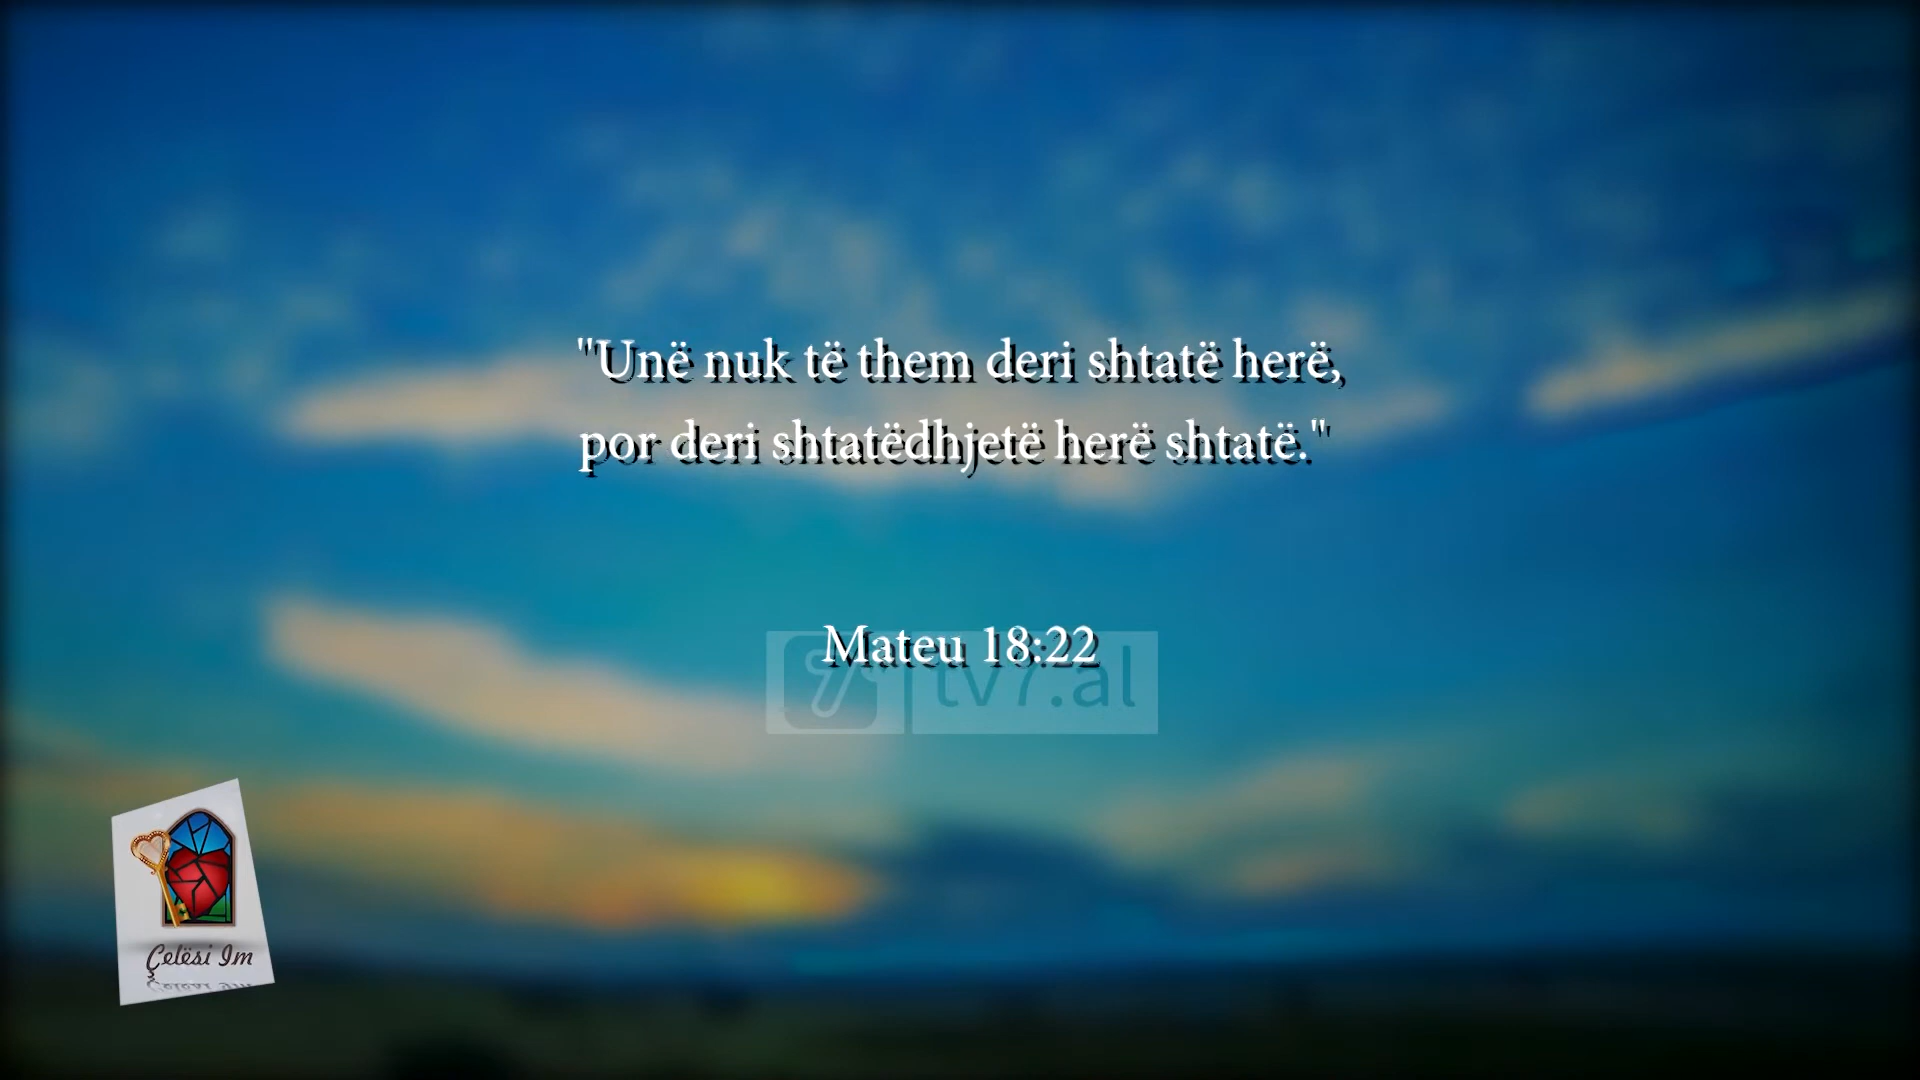 "Unë nuk të them deri shtatë herë,
por deri shtatëdhjetë herë shtatë."
Mateu 18:22
tv7.al
Çelësi Im